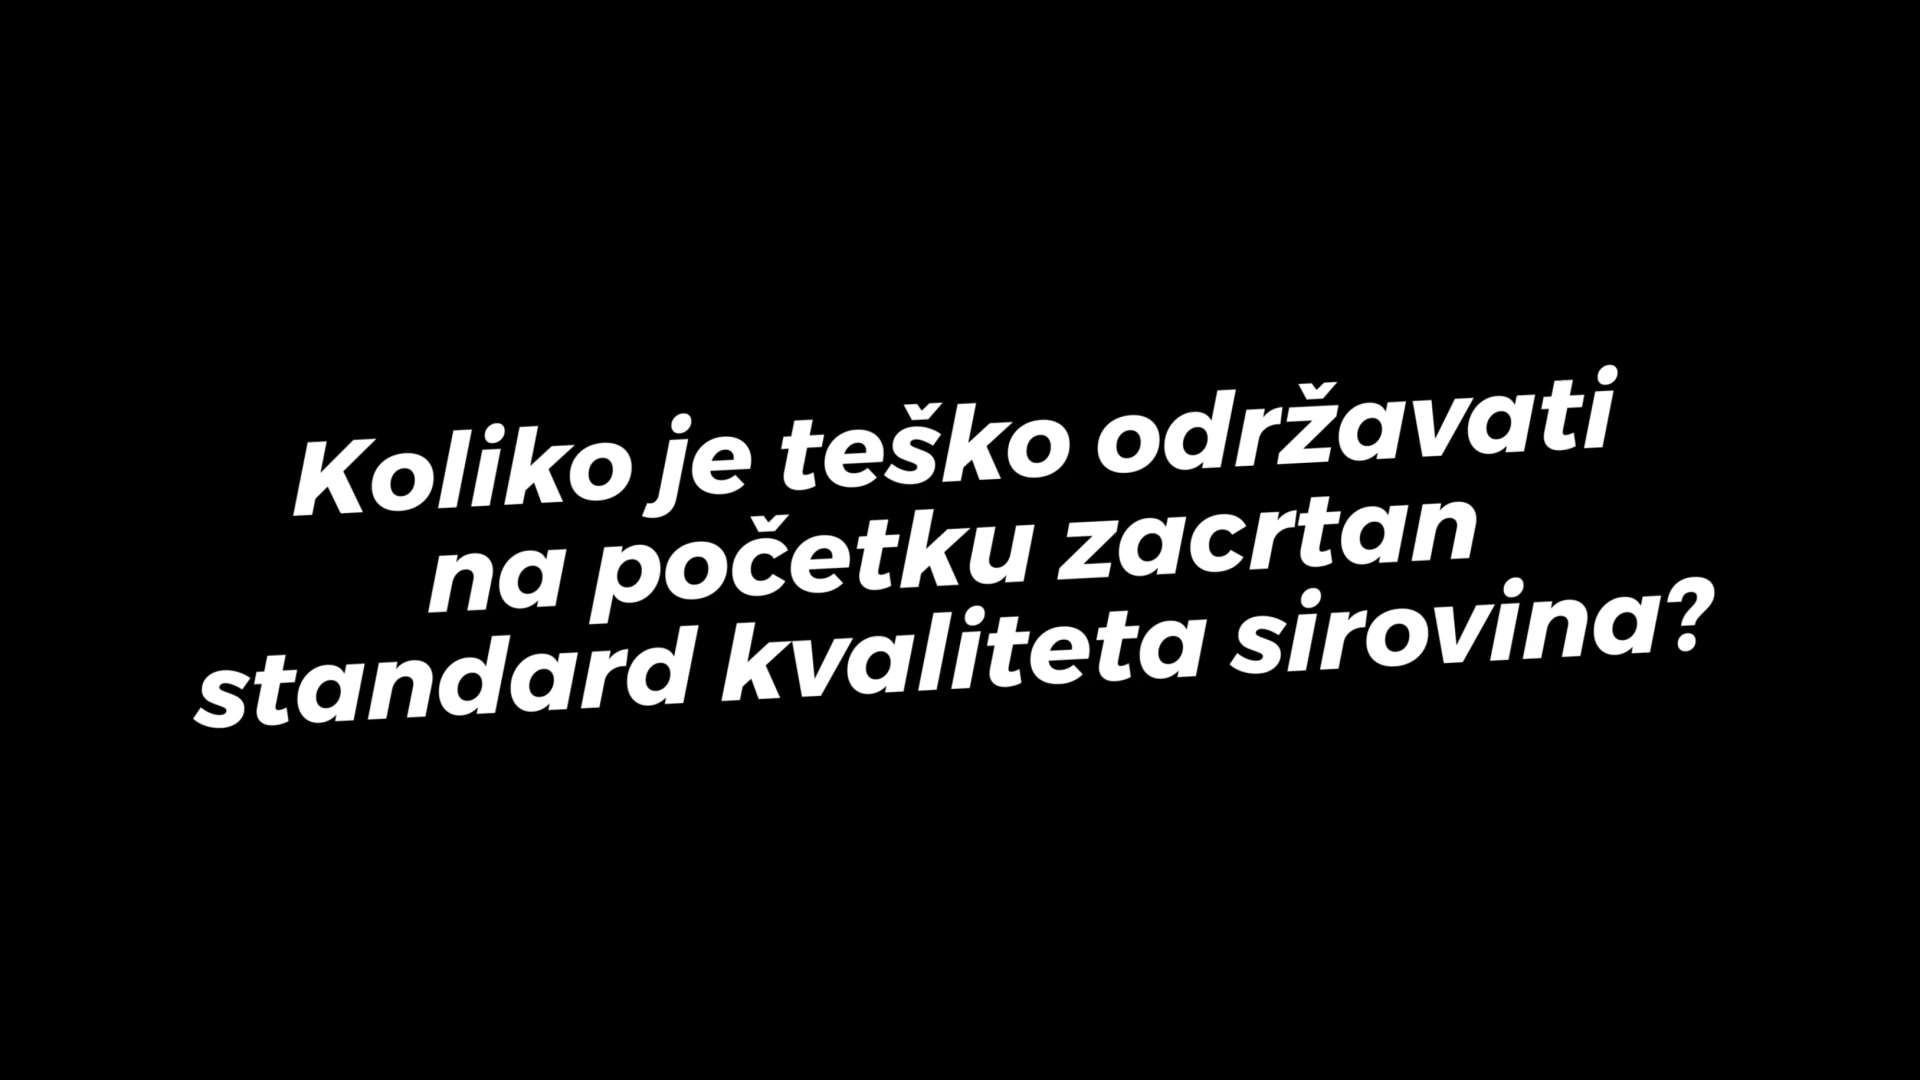 Koliko je teško održavati
na početku zacrtan
standard kvaliteta sirovina?